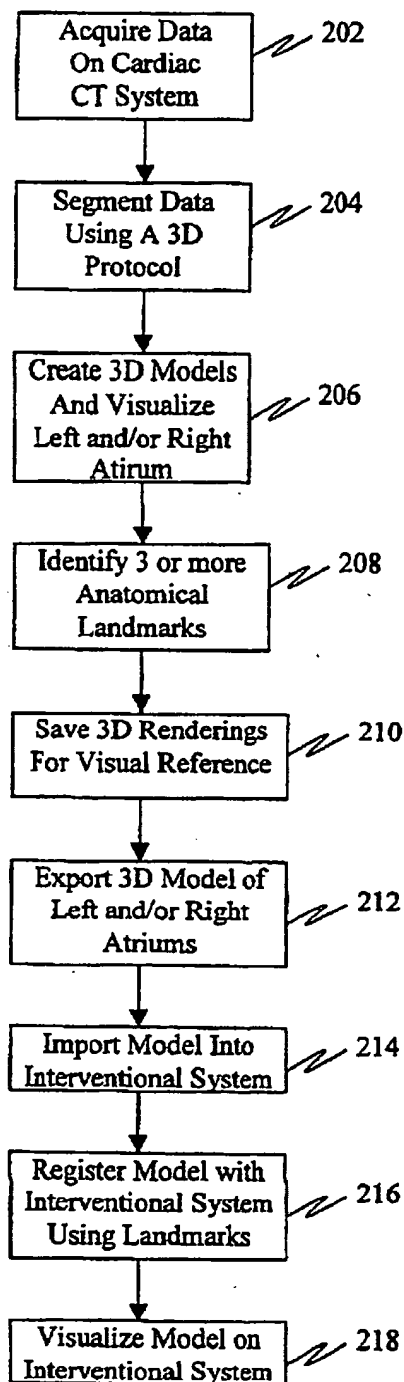 Acquire Data
On Cardiac
CT System
202
Segment Data
Using A 3D
Protocol
204
Create 3D Models
And Visualize
Left and/or Right
Atirum
206
Identify 3 or more
Anatomical
Landmarks
208
Save 3D Renderings
For Visual Reference
210
Export 3D Model of
Left and/or Right
Atriums
212
Import Model Into
Interventional System
214
Register Model with
Interventional System
Using Landmarks
216
Visualize Model on
Interventional System
218